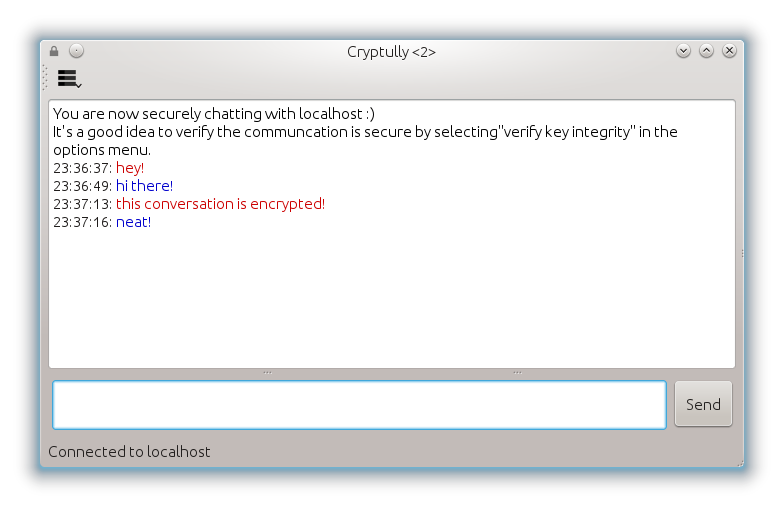 Cryptully <2>
You are now securely chatting with localhost :)
It's a good idea to verify the communcation is secure by selecting"verify key integrity" in the
options menu.
23:36:37: hey!
23:36:49: hi there!
23:37:13: this conversation is encrypted!
23:37:16: neat!
Send
Connected to localhost